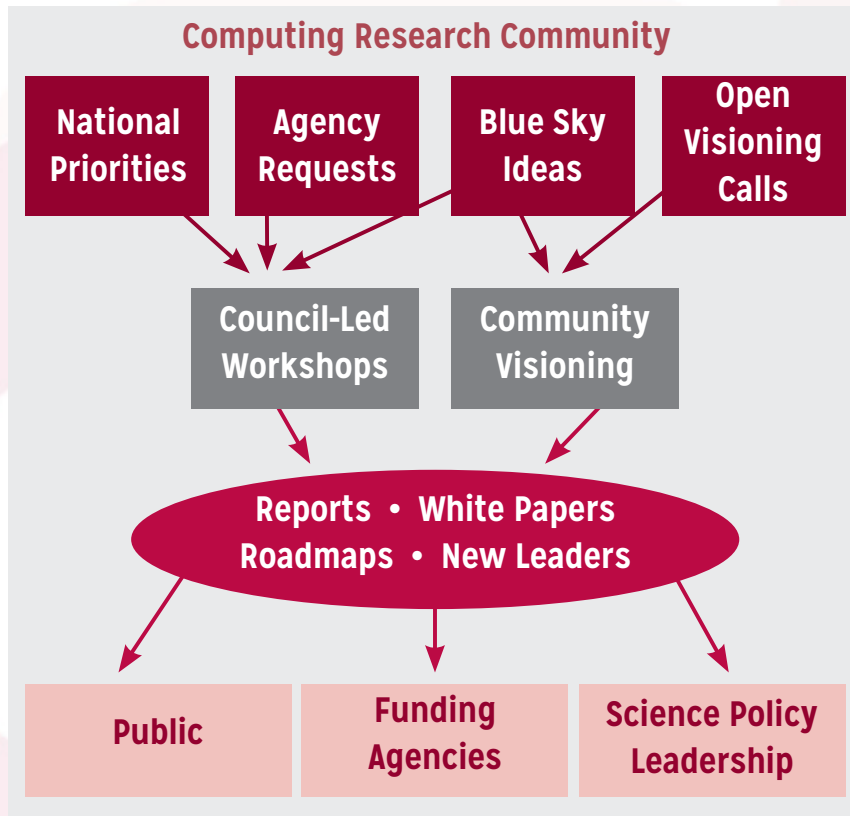 Computing Research Community
National
Priorities
Agency
Requests
Blue Sky
Ideas
Open
Visioning
Calls
Council-Led
Workshops
Community
Visioning
Reports • White Papers
Roadmaps • New Leaders
Public
Funding
Agencies
Science Policy
Leadership